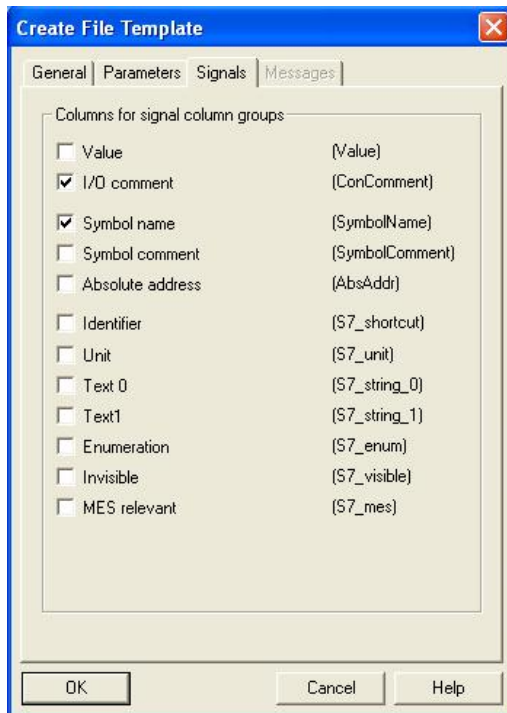 Create File Template
General Parameters Signals Messages
Columns for signal column groups
Value (Value)
I/O comment (ConComment)
Symbol name (SymbolName)
Symbol comment (SymbolComment)
Absolute address (AbsAddr)
Identifier (S7_shortcut)
Unit (S7_unit)
Text 0 (S7_string_0)
Text1 (S7_string_1)
Enumeration (S7_enum)
Invisible (S7_visible)
MES relevant (S7_mes)
OK Cancel Help